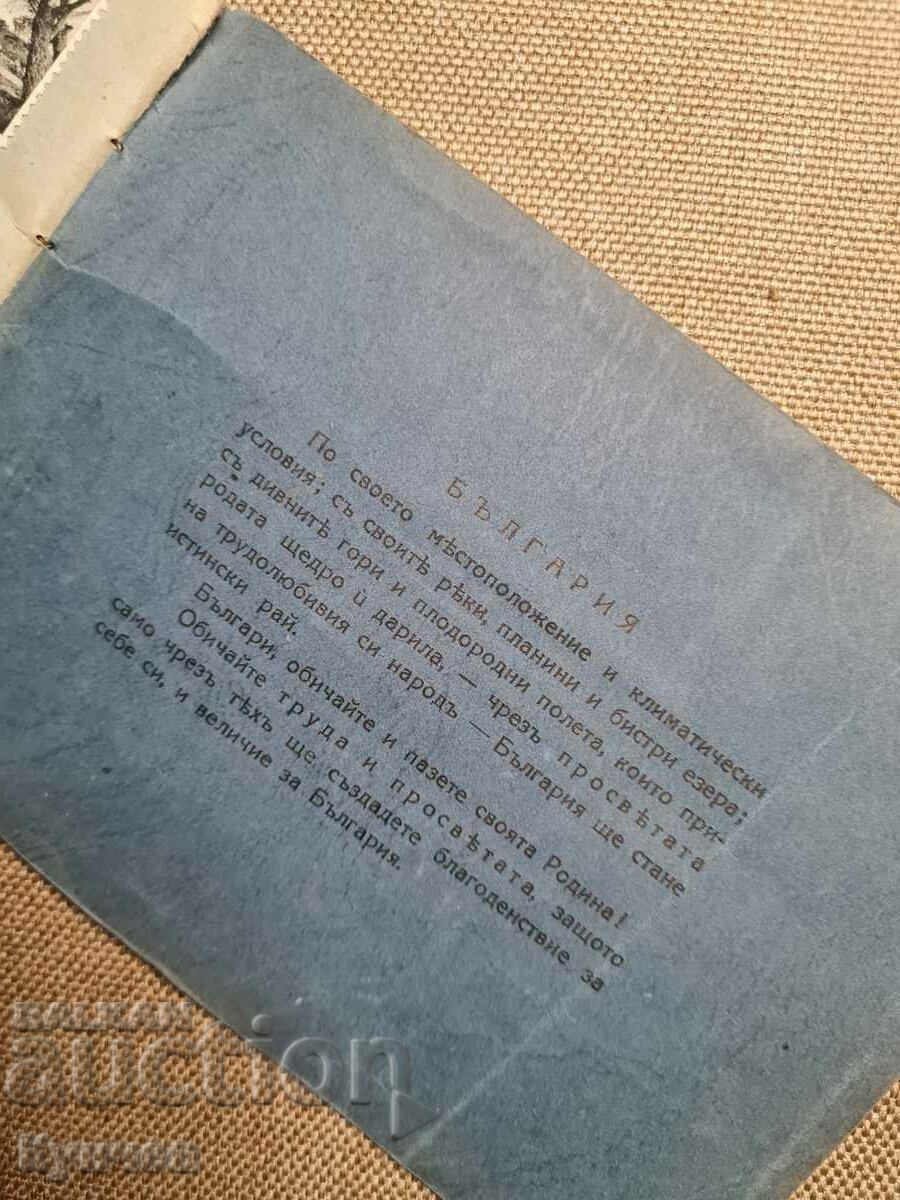 БЪЛГАРИЯ
По своето мѣстоположение и климатически
условия; съ своитѣ рѣки, планини и бистри езера;
съ дивнитѣ гори и плодородни полета, които при-
родата щедро ѝ дарила, — чрезъ просвѣтата
на трудолюбивия си народъ — България ще стане
истински рай.
Българи, обичайте и пазете своята Родина!
Обичайте труда и просвѣтата, защото
само чрезъ тѣхъ ще създадете благоденствие за
себе си, и величие за България.
BALKAN
auction
Купчев